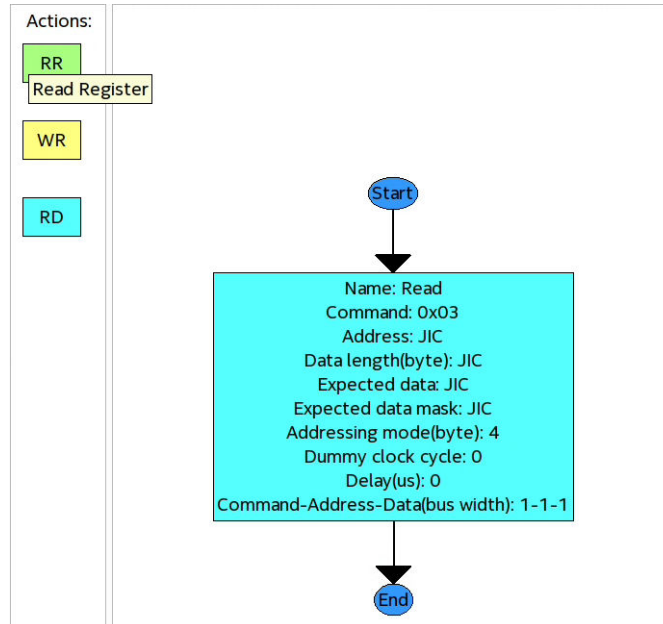 Actions:
RR
Read Register
WR
RD
Start
Name: Read
Command: 0x03
Address: JIC
Data length(byte): JIC
Expected data: JIC
Expected data mask: JIC
Addressing mode(byte): 4
Dummy clock cycle: 0
Delay(us): 0
Command-Address-Data(bus width): 1-1-1
End